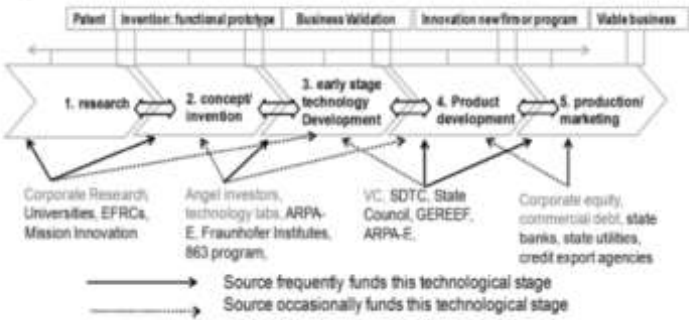 Patent Invention: functional prototype Business Validation Innovation new firm or program Viable business
1. research
2. concept/
invention
3. early stage
technology
Development
4. Product
development
5. production/
marketing
Corporate Research,
Universities, EFRCs,
Mission Innovation
Angel investors,
technology labs, ARPA-
E, Fraunhofer Institutes,
863 program,
VC, SDTC, State
Council, GEREEF,
ARPA-E,
Corporate equity,
commercial debt, state
banks, state utilities,
credit export agencies
Source frequently funds this technological stage
Source occasionally funds this technological stage